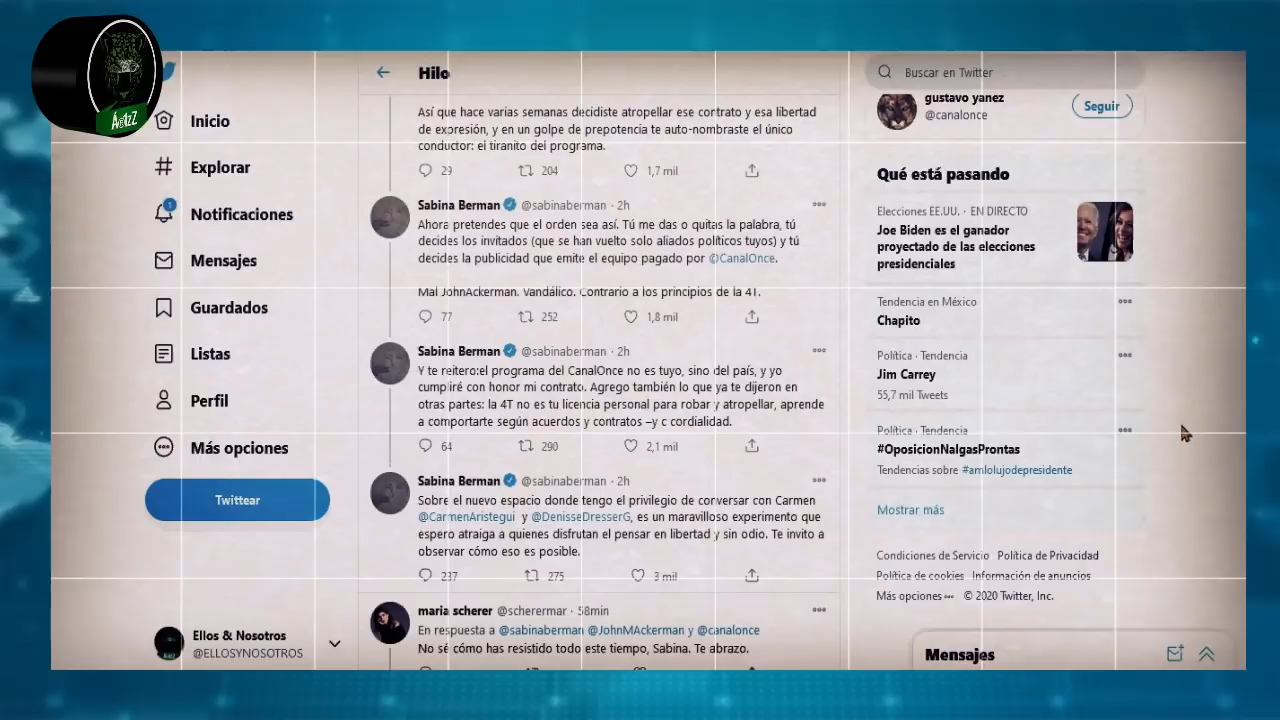 AatzZ
Inicio
Explorar
1
Notificaciones
Mensajes
Guardados
Listas
Perfil
Más opciones
Twittear
Ellos & Nosotros
@ELLOSYNOSOTROS
Hilo
Así que hace varias semanas decidiste atropellar ese contrato y esa libertad
de exporesión, y en un golpe de prepotencia te auto-nombraste el único
conductor: el tiranito del programa.
29 204 1,7 mil
Sabina Berman @sabinaberman · 2h
Ahora pretendes que el orden sea así. Tú me das o quitas la palabra, tú
decides los invitados (que se han vuelto solo aliados políticos tuyos) y tú
decides la publicidad que emite el equipo pagado por @CanalOnce.
Mal JohnAckerman. Vandálico. Contrario a los principios de la 4T.
77 252 1,8 mil
Sabina Berman @sabinaberman · 2h
Y te reitero:el programa del CanalOnce no es tuyo, sino del país, y yo
cumpliré con honor mi contrato. Agrego también lo que ya te dijeron en
otras partes: la 4T no es tu licencia personal para robar y atropellar, aprende
a comportarte según acuerdos y contratos –y c cordialidad.
64 290 2,1 mil
Sabina Berman @sabinaberman · 2h
Sobre el nuevo espacio donde tengo el privilegio de conversar con Carmen
@CarmenAristegui y @DenisseDresserG, es un maravilloso experimento que
espero atraiga a quienes disfrutan el pensar en libertad y sin odio. Te invito a
observar cómo eso es posible.
237 275 3 mil
maria scherer @scherermar · 58min
En respuesta a @sabinaberman @JohnMAckerman y @canalonce
No sé cómo has resistido todo este tiempo, Sabina. Te abrazo.
Buscar en Twitter
gustavo yanez
@canalonce
Seguir
Qué está pasando
Elecciones EE.UU. · EN DIRECTO
Joe Biden es el ganador
proyectado de las elecciones
presidenciales
Tendencia en México
Chapito
Política · Tendencia
Jim Carrey
55,7 mil Tweets
Política · Tendencia
#OposicionNalgasProntas
Tendencias sobre #amlolujodepresidente
Mostrar más
Condiciones de Servicio Política de Privacidad
Política de cookies Información de anuncios
Más opciones ••• © 2020 Twitter, Inc.
Mensajes